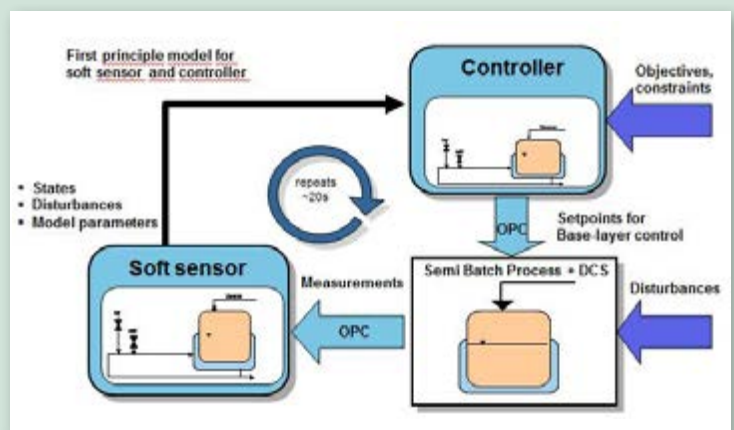 First principle model for
soft sensor and controller
Controller
Objectives,
constraints
repeats
~20s
▪ States
▪ Disturbances
▪ Model parameters
OPC
Setpoints for
Base-layer control
Soft sensor
Measurements
OPC
Semi Batch Process + DCS
Disturbances